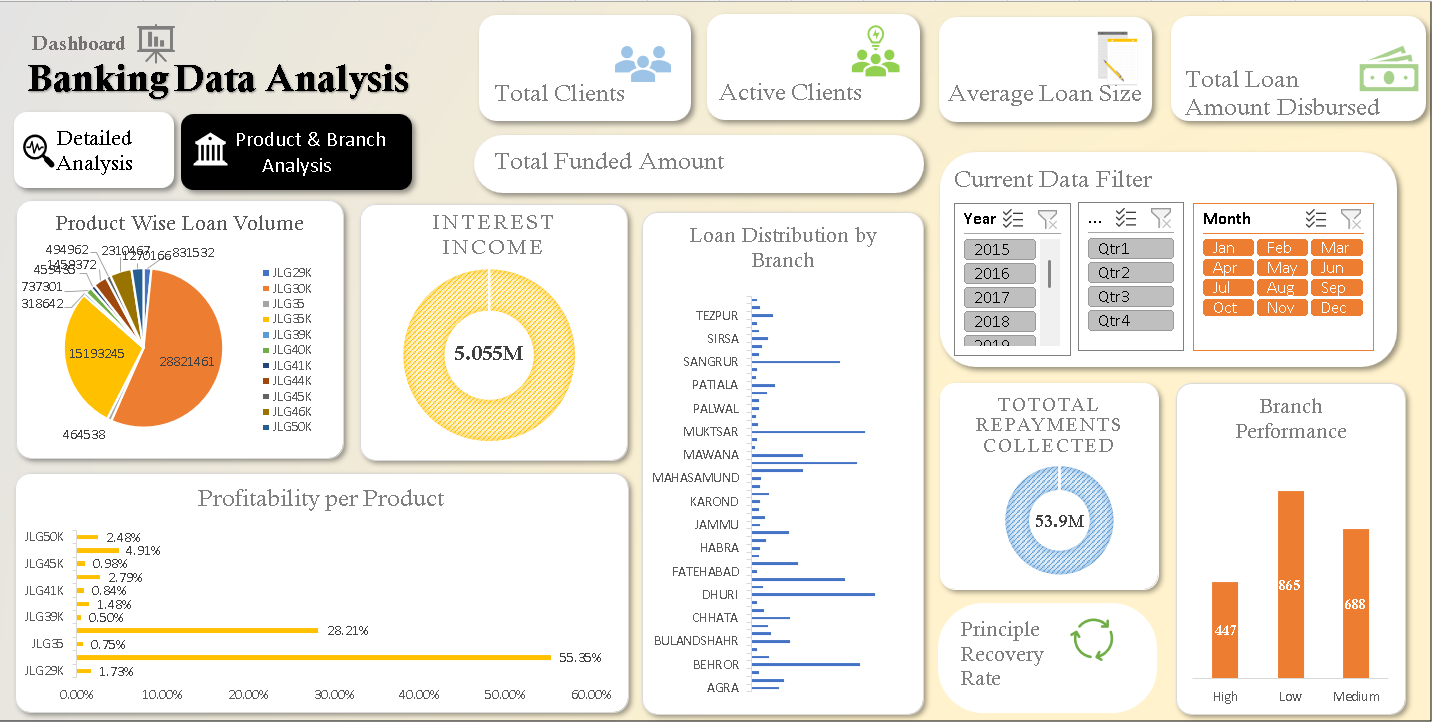 Dashboard
Banking Data Analysis
Detailed
Analysis
Product & Branch
Analysis
Total Clients
Active Clients
Average Loan Size
Total Loan
Amount Disbursed
Total Funded Amount
Current Data Filter
Year
2015
2016
2017
2018
2019
...
Qtr1
Qtr2
Qtr3
Qtr4
Month
Jan Feb Mar
Apr May Jun
Jul Aug Sep
Oct Nov Dec
Product Wise Loan Volume
494962 2310467 1270166 831532
1458372
737301
318642
15193245
28821461
464538
JLG29K
JLG30K
JLG35
JLG35K
JLG39K
JLG40K
JLG41K
JLG44K
JLG45K
JLG46K
JLG50K
INTEREST
INCOME
5.055M
Loan Distribution by
Branch
TEZPUR
SIRSA
SANGRUR
PATIALA
PALWAL
MUKTSAR
MAWANA
MAHASAMUND
KAROND
JAMMU
HABRA
FATEHABAD
DHURI
CHHATA
BULANDSHAHR
BEHROR
AGRA
Profitability per Product
JLG50K 2.48%
4.91%
JLG45K 0.98%
2.79%
JLG41K 0.84%
1.48%
JLG39K 0.50%
28.21%
JLG35 0.75%
55.35%
JLG29K 1.73%
0.00% 10.00% 20.00% 30.00% 40.00% 50.00% 60.00%
TOTOTAL
REPAYMENTS
COLLECTED
53.9M
Principle
Recovery
Rate
Branch
Performance
447
865
688
High Low Medium